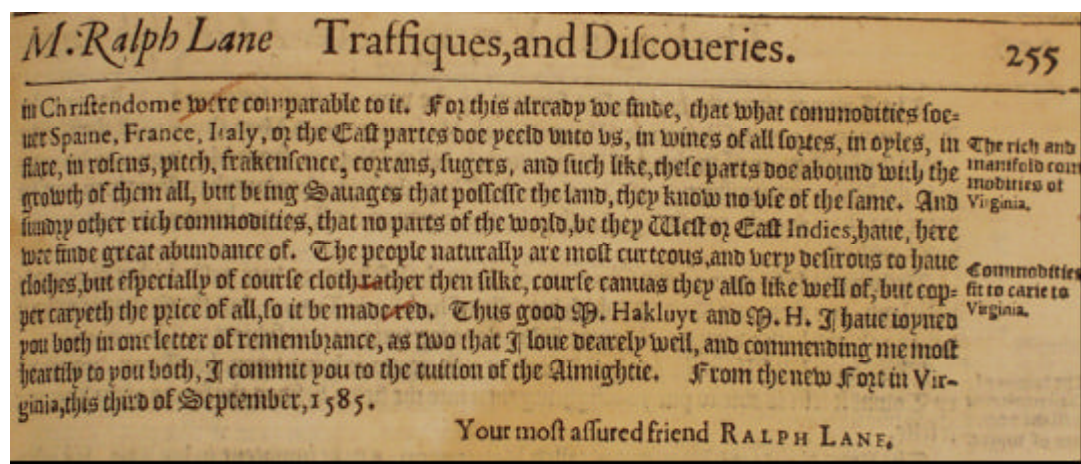 M. Ralph Lane Traffiques, and Diſcoueries. 255
in Chriſtendome were comparable to it. For this already we finde, that what commodities ſoe-
uer Spaine, France, Italy, or the Eaſt partes doe yeeld vnto vs, in wines of all ſortes, in oyles, in
flaxe, in roſens, pitch, frakenſence, corrans, ſugers, and ſuch like, theſe parts doe abound with the
growth of them all, but being Sauages that poſſeſſe the land, they know no vſe of the ſame. And
ſundry other rich commodities, that no parts of the world, be they Weſt or Eaſt Indies, haue, here
wee finde great abundance of. The people naturally are moſt curteous, and very deſirous to haue
clothes, but eſpecially of courſe cloth rather then ſilke, courſe canuas they alſo like well of, but cop-
per caryeth the price of all, ſo it be made red. Thus good M. Hakluyt and M. H. I haue ioyned
you both in one letter of remembrance, as two that I loue dearely well, and commending me moſt
heartily to you both, I commit you to the tuition of the Almightie. From the new Fort in Vir-
ginia, this third of September, 1585.
Your moſt aſſured friend RALPH LANE.
The rich and
manifold com
modities of
Virginia.
Commodities
fit to carie to
Virginia.